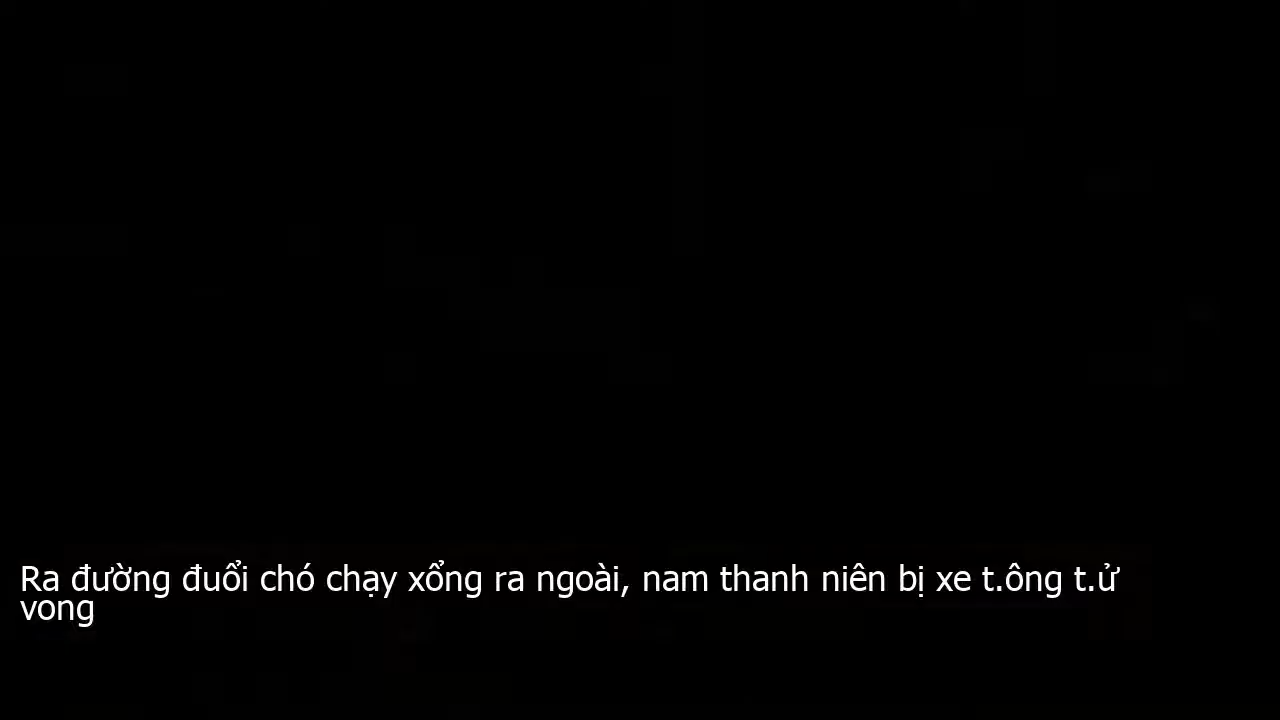 Ra đường đuổi chó chạy xổng ra ngoài, nam thanh niên bị xe t.ông t.ử
vong